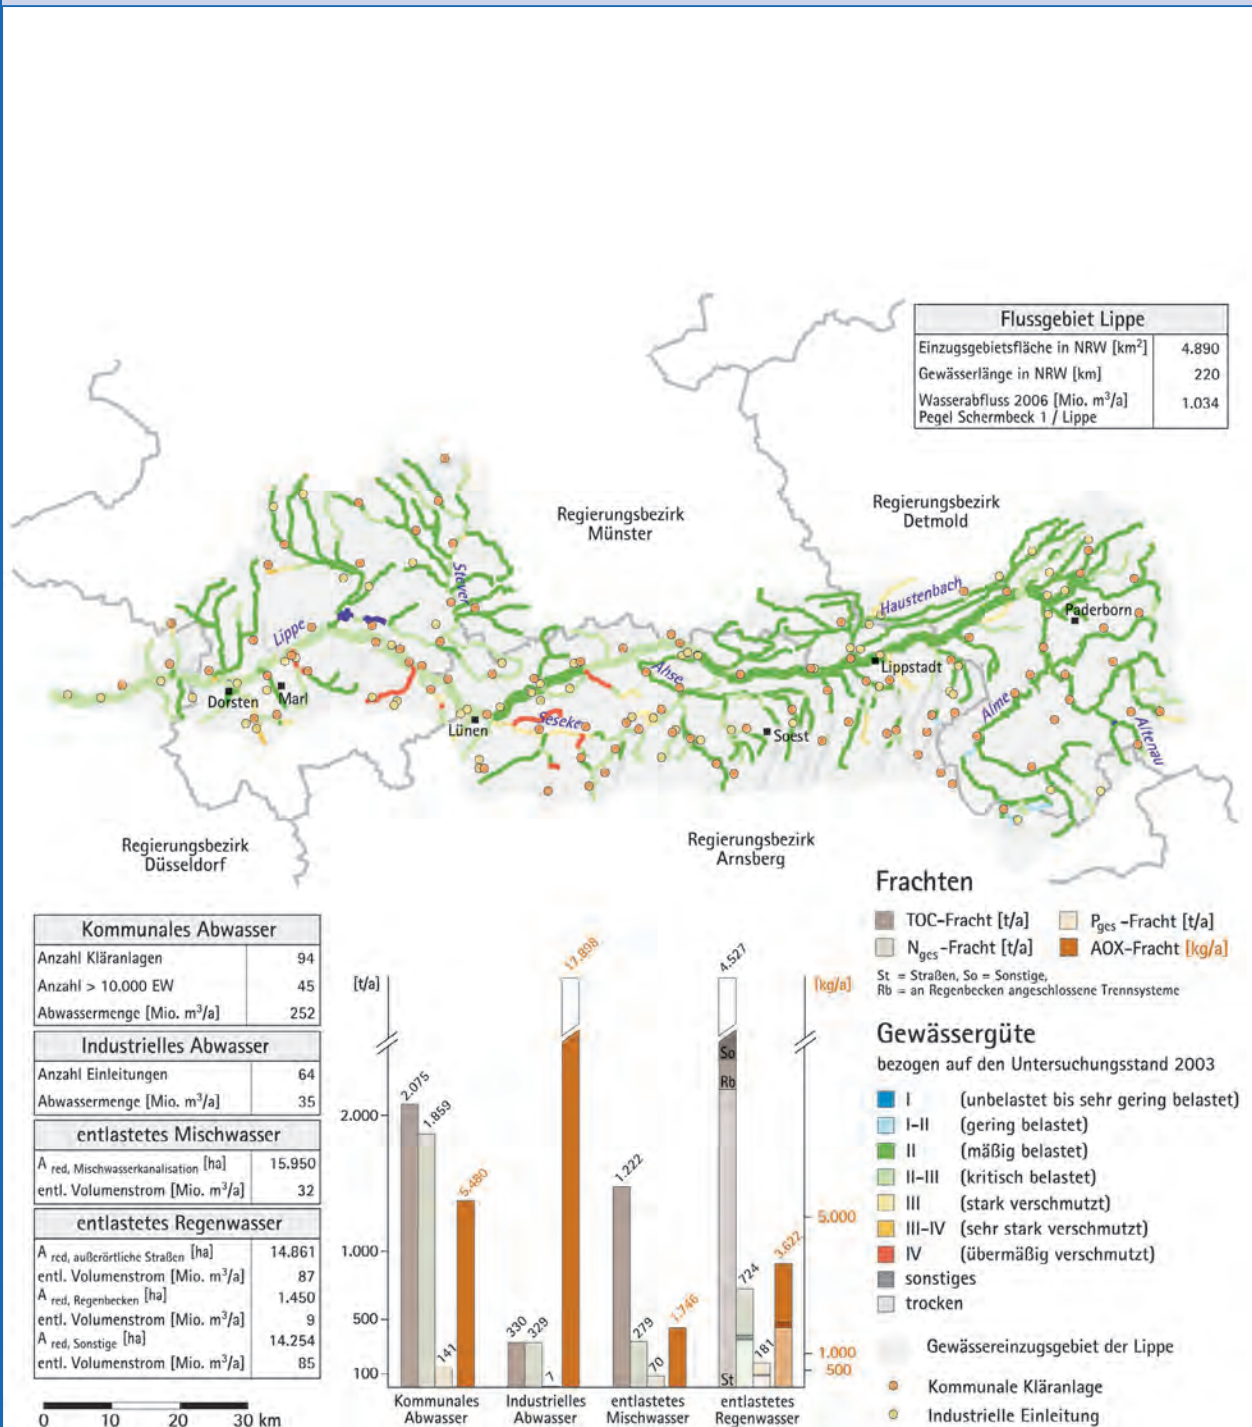 Flussgebiet Lippe
Einzugsgebietsfläche in NRW [km²] 4.890
Gewässerlänge in NRW [km] 220
Wasserabfluss 2006 [Mio. m³/a] 1.034
Pegel Schermbeck 1 / Lippe
Regierungsbezirk
Münster
Regierungsbezirk
Detmold
Stever
Haustenbach
Paderborn
Lippe
Ahse
Lippstadt
Dorsten
Marl
Alme
Altenau
Lünen
Seseke
Soest
Regierungsbezirk
Düsseldorf
Regierungsbezirk
Arnsberg
Kommunales Abwasser
Anzahl Kläranlagen 94
Anzahl > 10.000 EW 45
Abwassermenge [Mio. m³/a] 252
Industrielles Abwasser
Anzahl Einleitungen 64
Abwassermenge [Mio. m³/a] 35
entlastetes Mischwasser
A red, Mischwasserkanalisation [ha] 15.950
entl. Volumenstrom [Mio. m³/a] 32
entlastetes Regenwasser
A red, außerörtliche Straßen [ha] 14.861
entl. Volumenstrom [Mio. m³/a] 87
A red, Regenbecken [ha] 1.450
entl. Volumenstrom [Mio. m³/a] 9
A red, Sonstige [ha] 14.254
entl. Volumenstrom [Mio. m³/a] 85
0 10 20 30 km
[t/a]
2.000
1.000
500
100
2.075
1.859
141
5.480
330
329
7
17.898
1.222
279
70
1.746
4.527
So
Rb
St
724
181
3.622
[kg/a]
5.000
1.000
500
Kommunales
Abwasser
Industrielles
Abwasser
entlastetes
Mischwasser
entlastetes
Regenwasser
Frachten
TOC-Fracht [t/a]
P ges -Fracht [t/a]
N ges -Fracht [t/a]
AOX-Fracht [kg/a]
St = Straßen, So = Sonstige,
Rb = an Regenbecken angeschlossene Trennsysteme
Gewässergüte
bezogen auf den Untersuchungsstand 2003
I (unbelastet bis sehr gering belastet)
I-II (gering belastet)
II (mäßig belastet)
II-III (kritisch belastet)
III (stark verschmutzt)
III-IV (sehr stark verschmutzt)
IV (übermäßig verschmutzt)
sonstiges
trocken
Gewässereinzugsgebiet der Lippe
Kommunale Kläranlage
Industrielle Einleitung